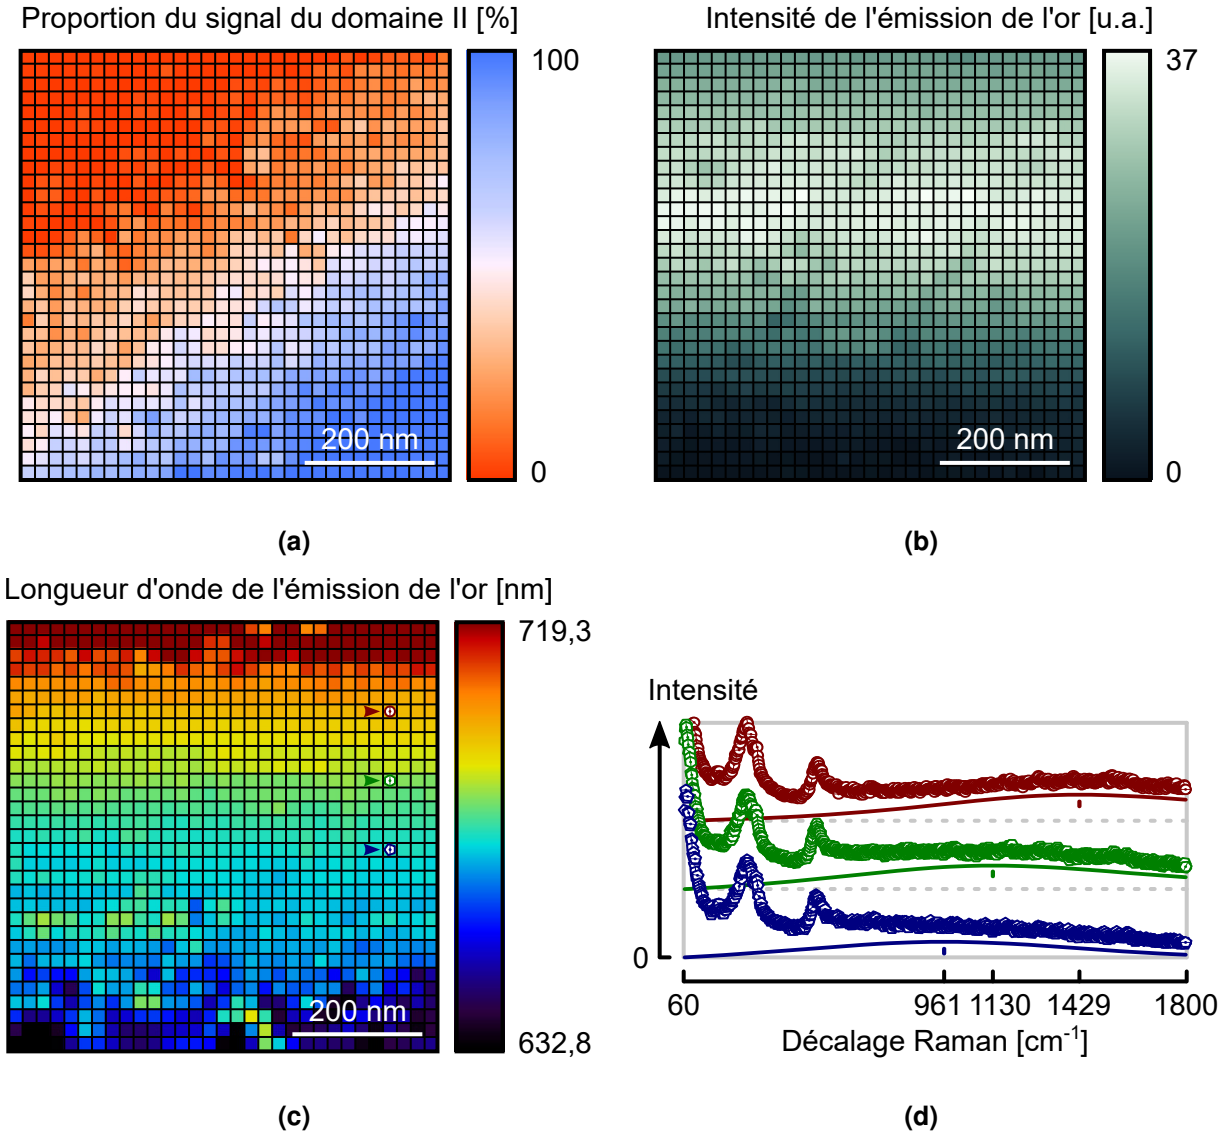 Proportion du signal du domaine II [%]
100
200 nm
0
(a)
Intensité de l'émission de l'or [u.a.]
37
200 nm
0
(b)
Longueur d'onde de l'émission de l'or [nm]
719,3
200 nm
632,8
(c)
Intensité
0
60 961 1130 1429 1800
Décalage Raman [cm-1]
(d)